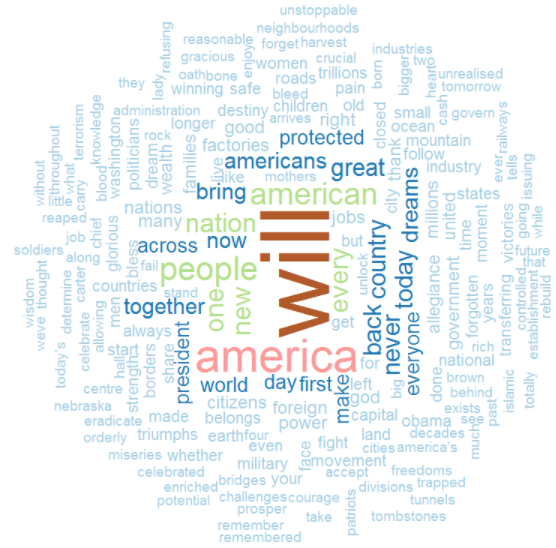 unstoppable
neighbourhoods
reasonable
forget
harvest
refusing
gracious
crucial
industries
they
lady
oath
bone
enjoy
women
born
two
bigger
heart
unrealised
tomorrow
trillions
roads
bleed
pain
winning
safe
cash
govern
knowledge
terrorism
administration
destiny
children
old
closed
small
ocean
railways
ever
politicians
washington
rock
longer
arrives
right
mountain
tells
issuing
throughout
without
what
little
carry
blood
dream
wealth
families
good
factories
protected
thank
follow
live
like
americans
great
industry
reaped
nations
mothers
bring
american
city
states
going
while
many
glorious
nation
will
jobs
dreams
millions
united
time
moment
victories
future
that
soldiers
job
along
chief
bless
across
now
but
unlock
every
country
allegiance
government
forgotten
years
transferring
controlled
establishment
rebuild
wisdom
thought
weve
carter
countries
fail
people
stand
one
new
get
back
today
together
today's
determine
celebrate
allowing
men
always
share
america
never
everyone
for
rich
national
start
hall
strength
borders
president
world
day
first
make
left
big
god
done
brown
behind
islamic
totally
centre
nebraska
citizens
foreign
capital
obama
exists
past
see
eradicate
made
belongs
power
land
decades
much
orderly
triumphs
earth
four
fight
cities
america's
miseries
whether
even
face
movement
military
your
accept
freedoms
celebrated
enriched
bridges
divisions
trapped
potential
challenges
courage
patriots
tunnels
prosper
take
tombstones
remember
remembered